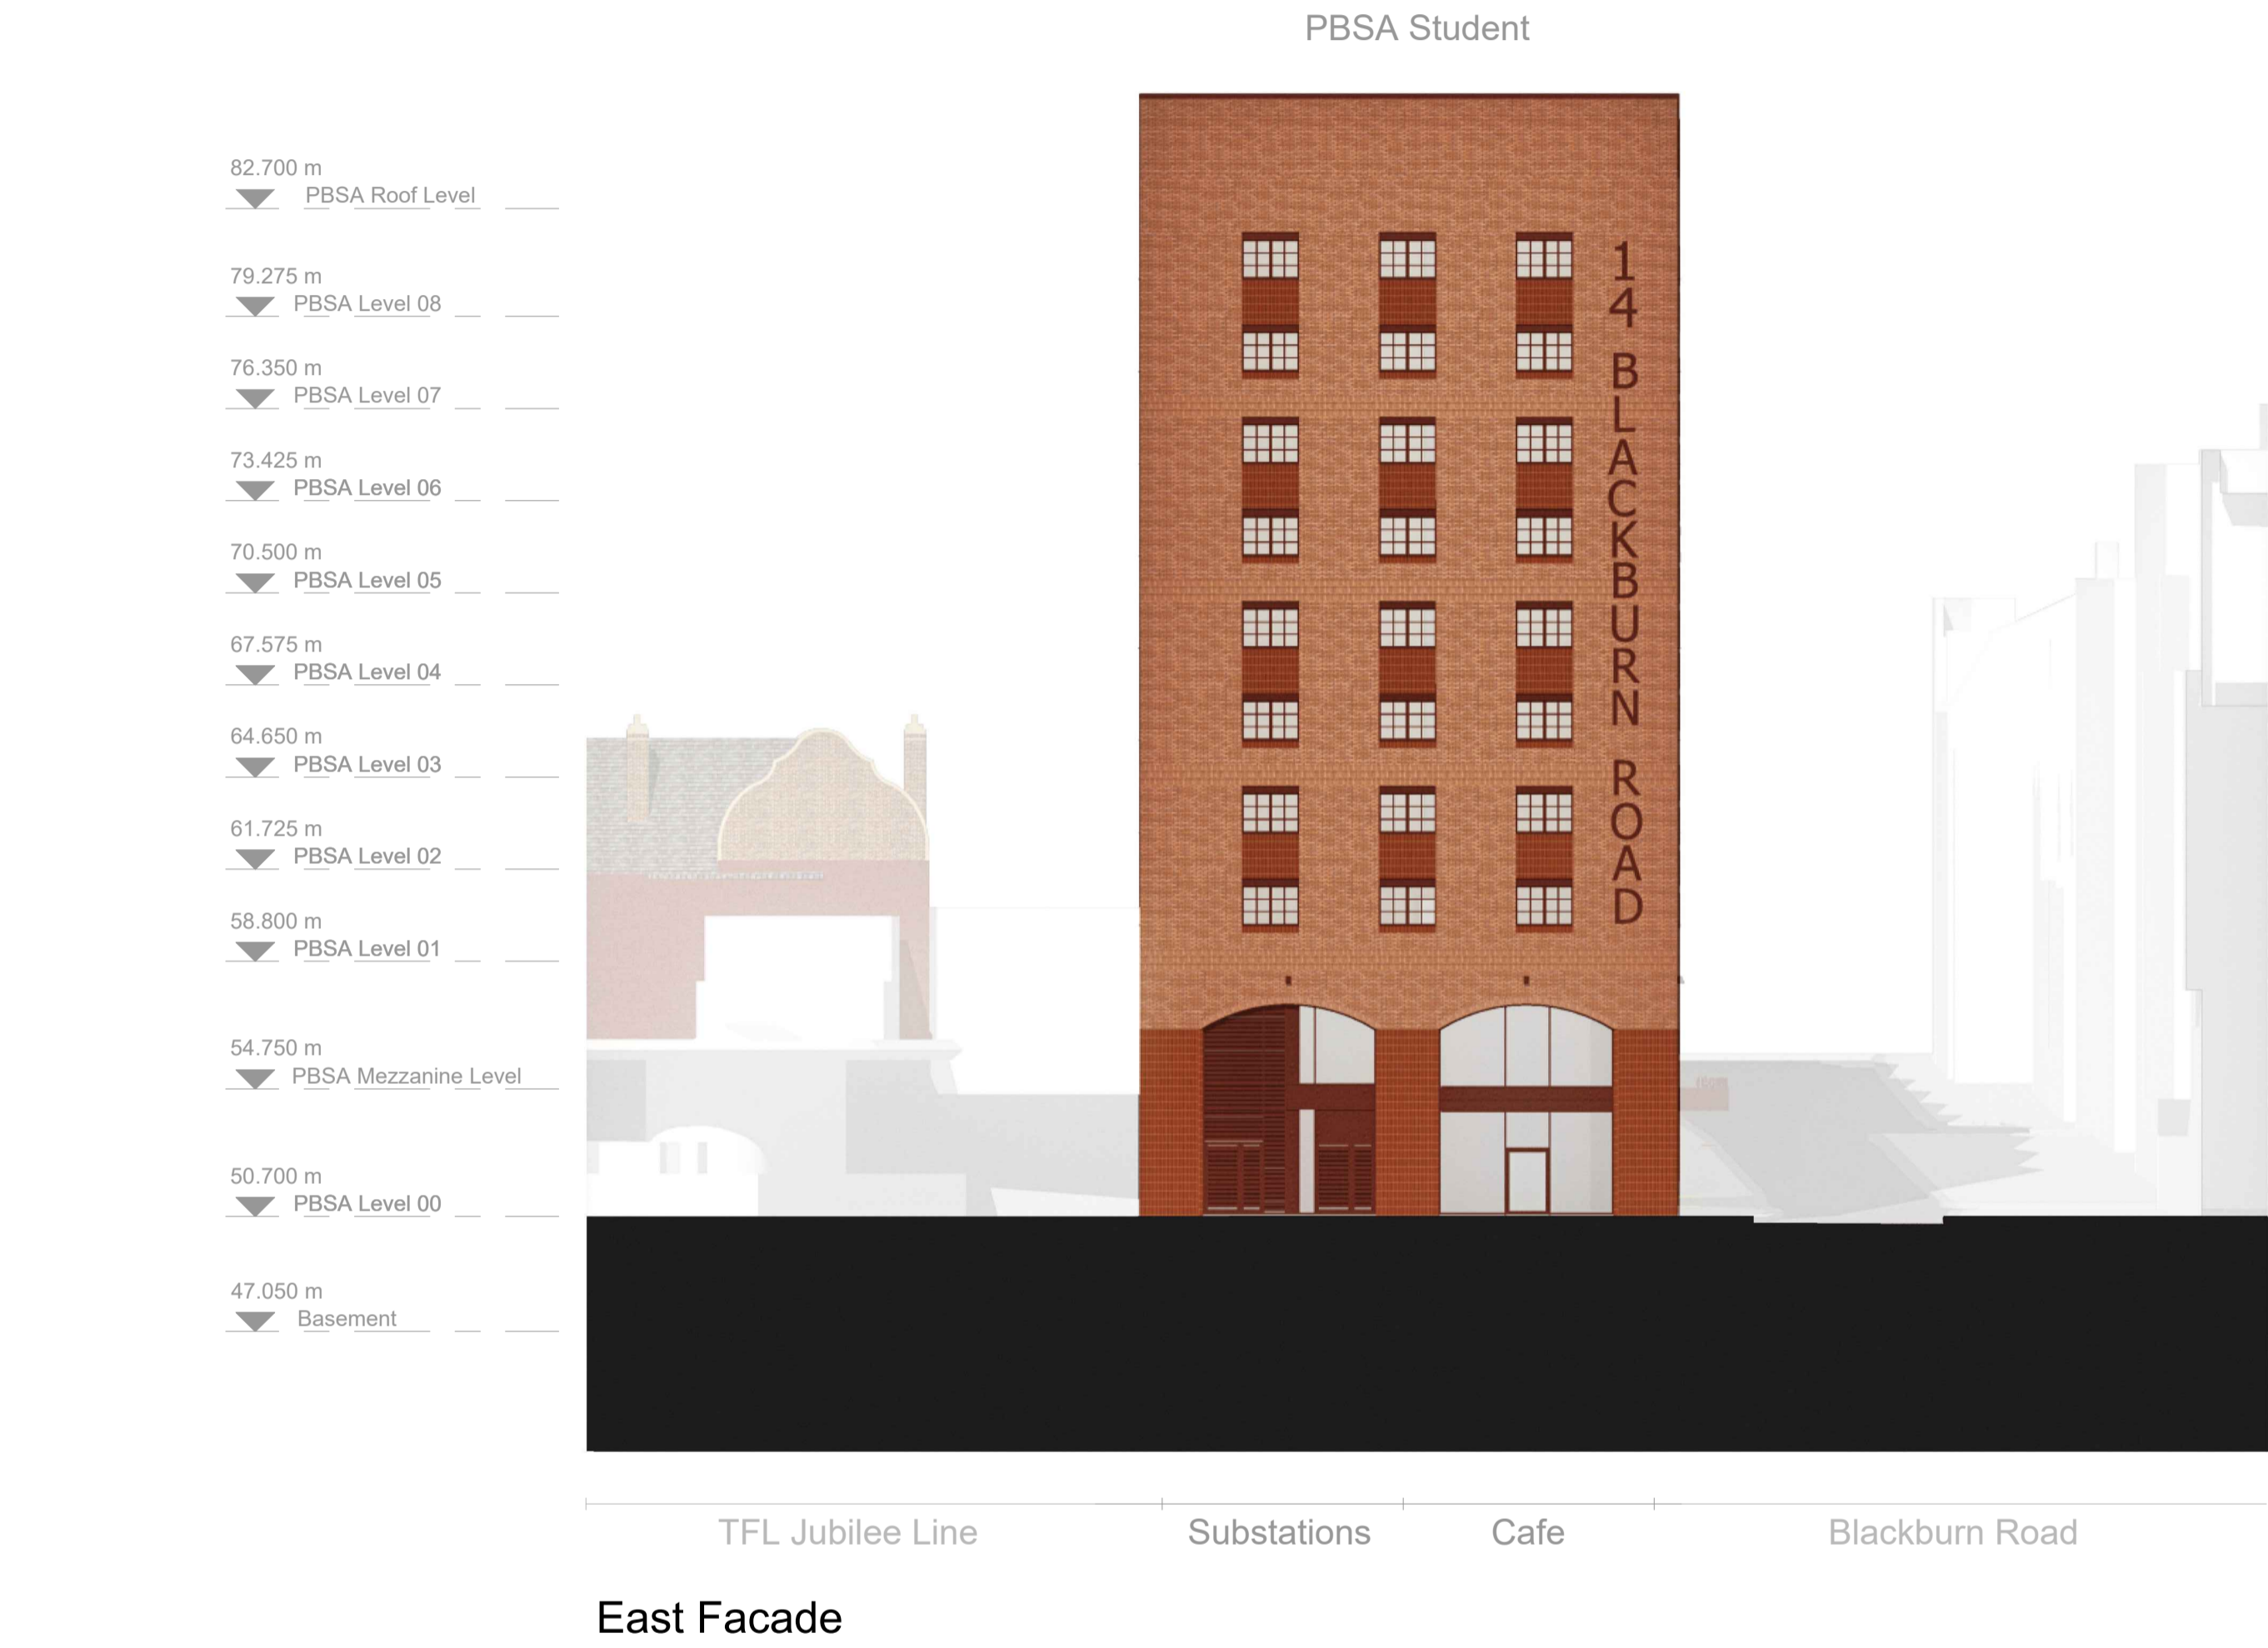 PBSA Student
82.700 m
PBSA Roof Level
79.275 m
PBSA Level 08
76.350 m
PBSA Level 07
73.425 m
PBSA Level 06
70.500 m
PBSA Level 05
67.575 m
PBSA Level 04
64.650 m
PBSA Level 03
61.725 m
PBSA Level 02
58.800 m
PBSA Level 01
54.750 m
PBSA Mezzanine Level
50.700 m
PBSA Level 00
47.050 m
Basement
14 BLACKBURN ROAD
TFL Jubilee Line
Substations
Cafe
Blackburn Road
East Facade